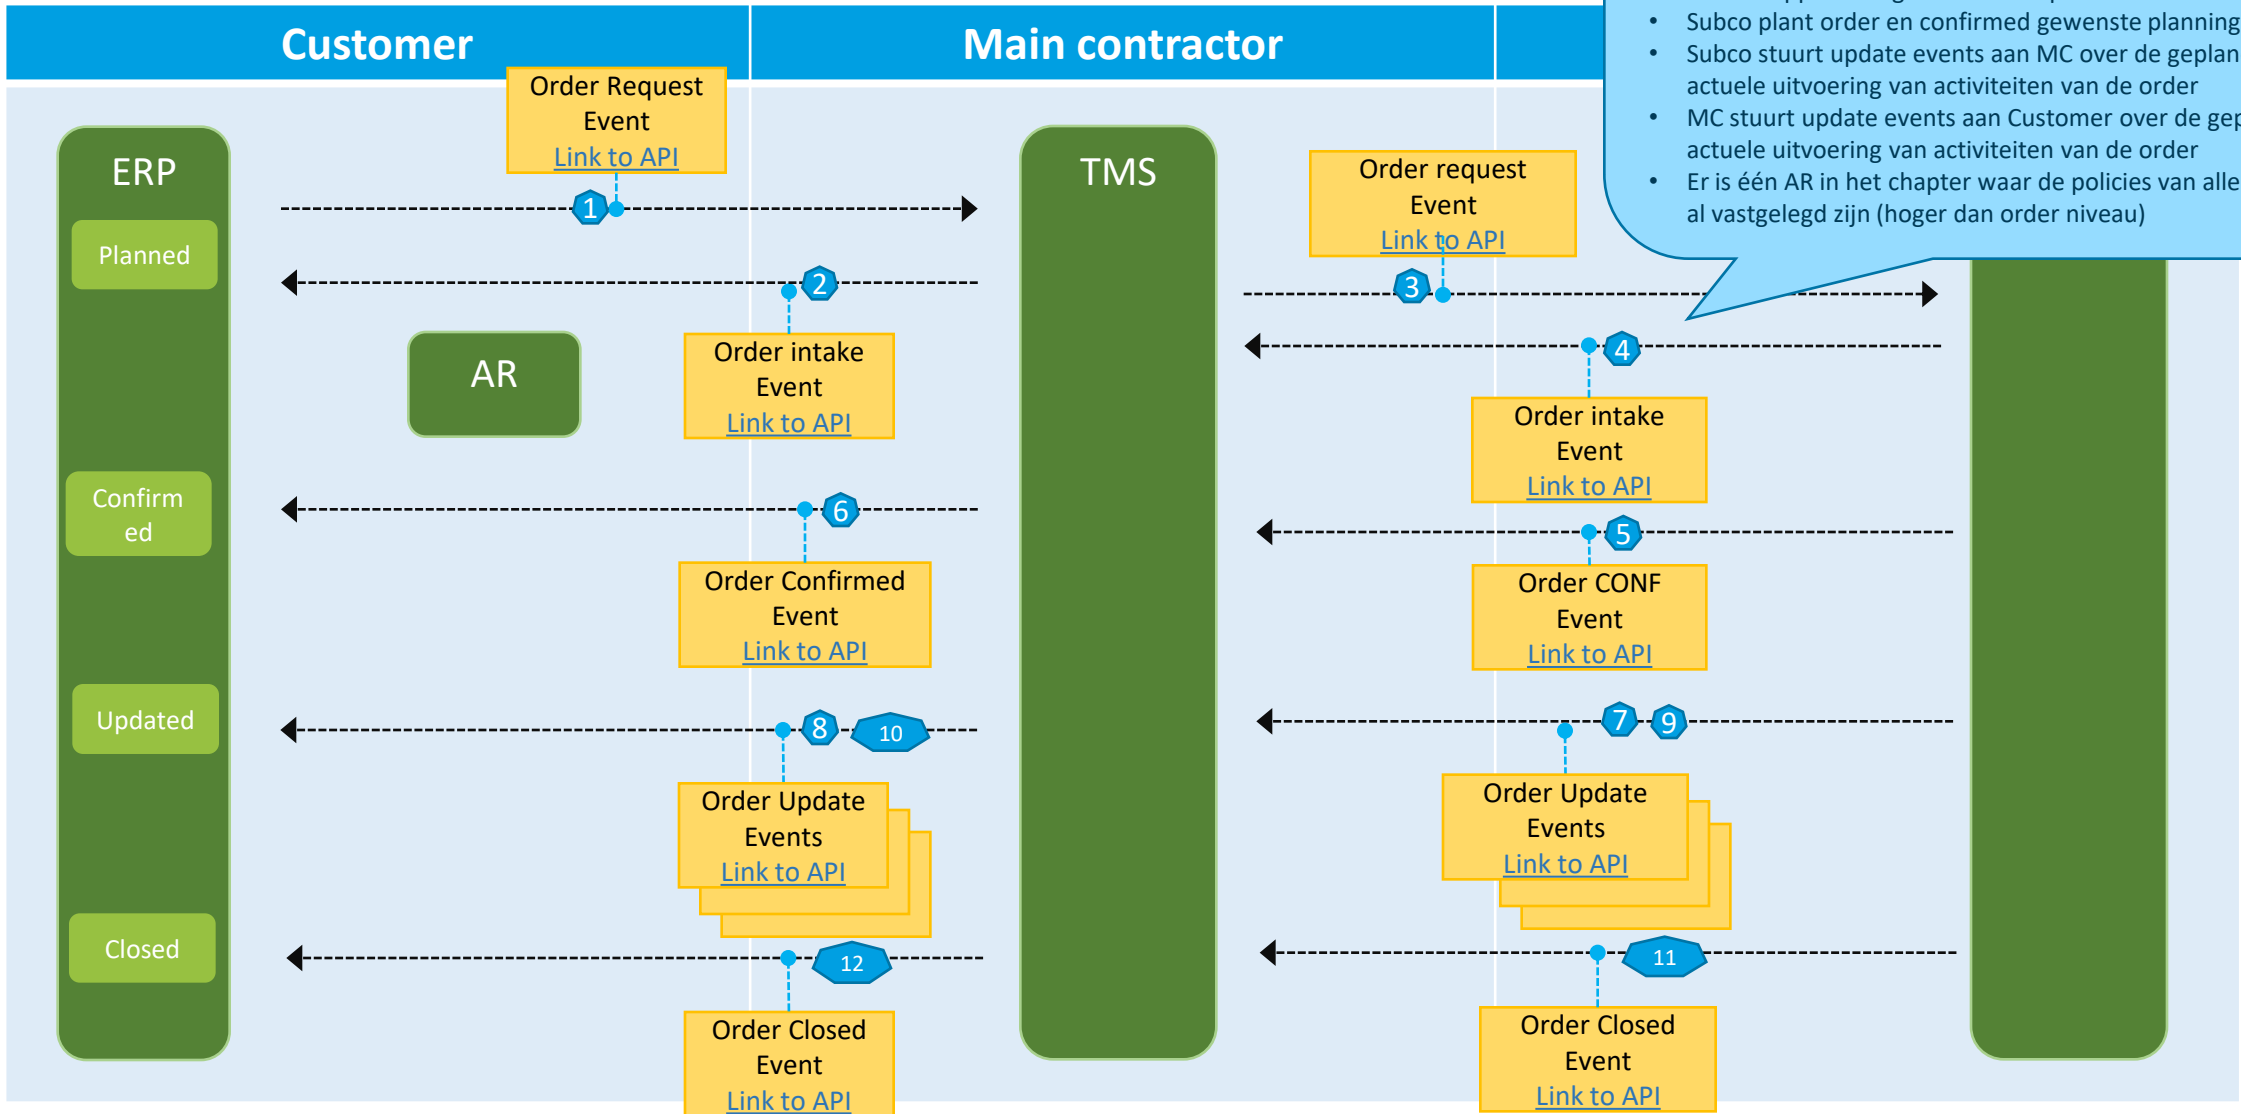 Customer
Main contractor
• Subco plant order en confirmed gewenste planning
• Subco stuurt update events aan MC over de geplan
actuele uitvoering van activiteiten van de order
• MC stuurt update events aan Customer over de gep
actuele uitvoering van activiteiten van de order
• Er is één AR in het chapter waar de policies van alle
al vastgelegd zijn (hoger dan order niveau)
Order Request
Event
Link to API
ERP
TMS
Order request
Event
Link to API
1
Planned
2
3
Order intake
Event
Link to API
AR
4
Order intake
Event
Link to API
Confirm
ed
6
5
Order Confirmed
Event
Link to API
Order CONF
Event
Link to API
Updated
8
10
7
9
Order Update
Events
Link to API
Order Update
Events
Link to API
Closed
12
11
Order Closed
Event
Link to API
Order Closed
Event
Link to API